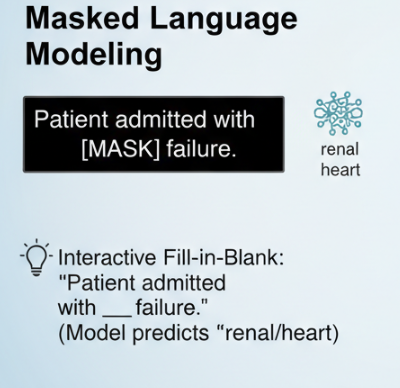 Masked Language
Modeling
Patient admitted with
[MASK] failure.
renal
heart
Interactive Fill-in-Blank:
"Patient admitted
with ___ failure."
(Model predicts "renal/heart)